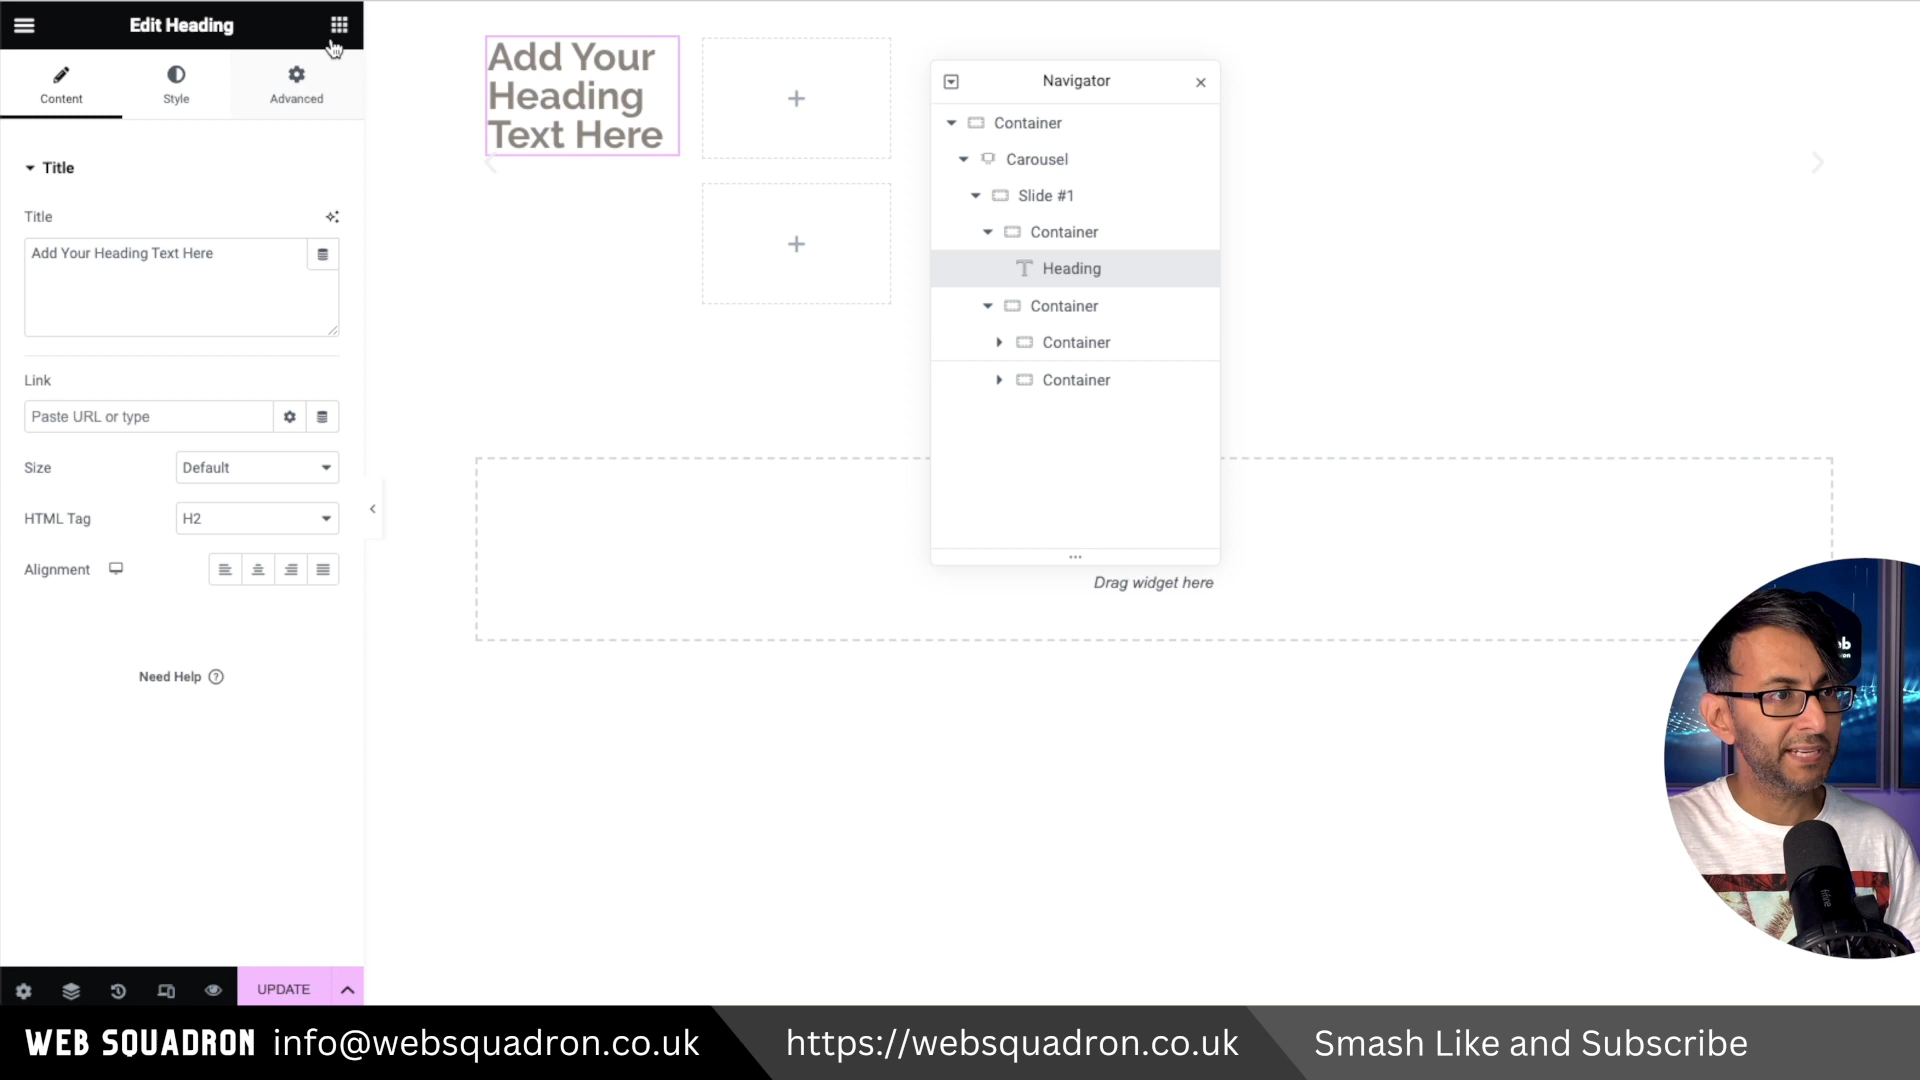 Edit Heading
Content
Style
Advanced
Title
Title
Add Your Heading Text Here
Link
Paste URL or type
Size
Default
HTML Tag
H2
Alignment
Need Help
UPDATE
Add Your
Heading
Text Here
Navigator
Container
Carousel
Slide #1
Container
Heading
Container
Container
Container
Drag widget here
WEB SQUADRON
info@websquadron.co.uk
https://websquadron.co.uk
Smash Like and Subscribe